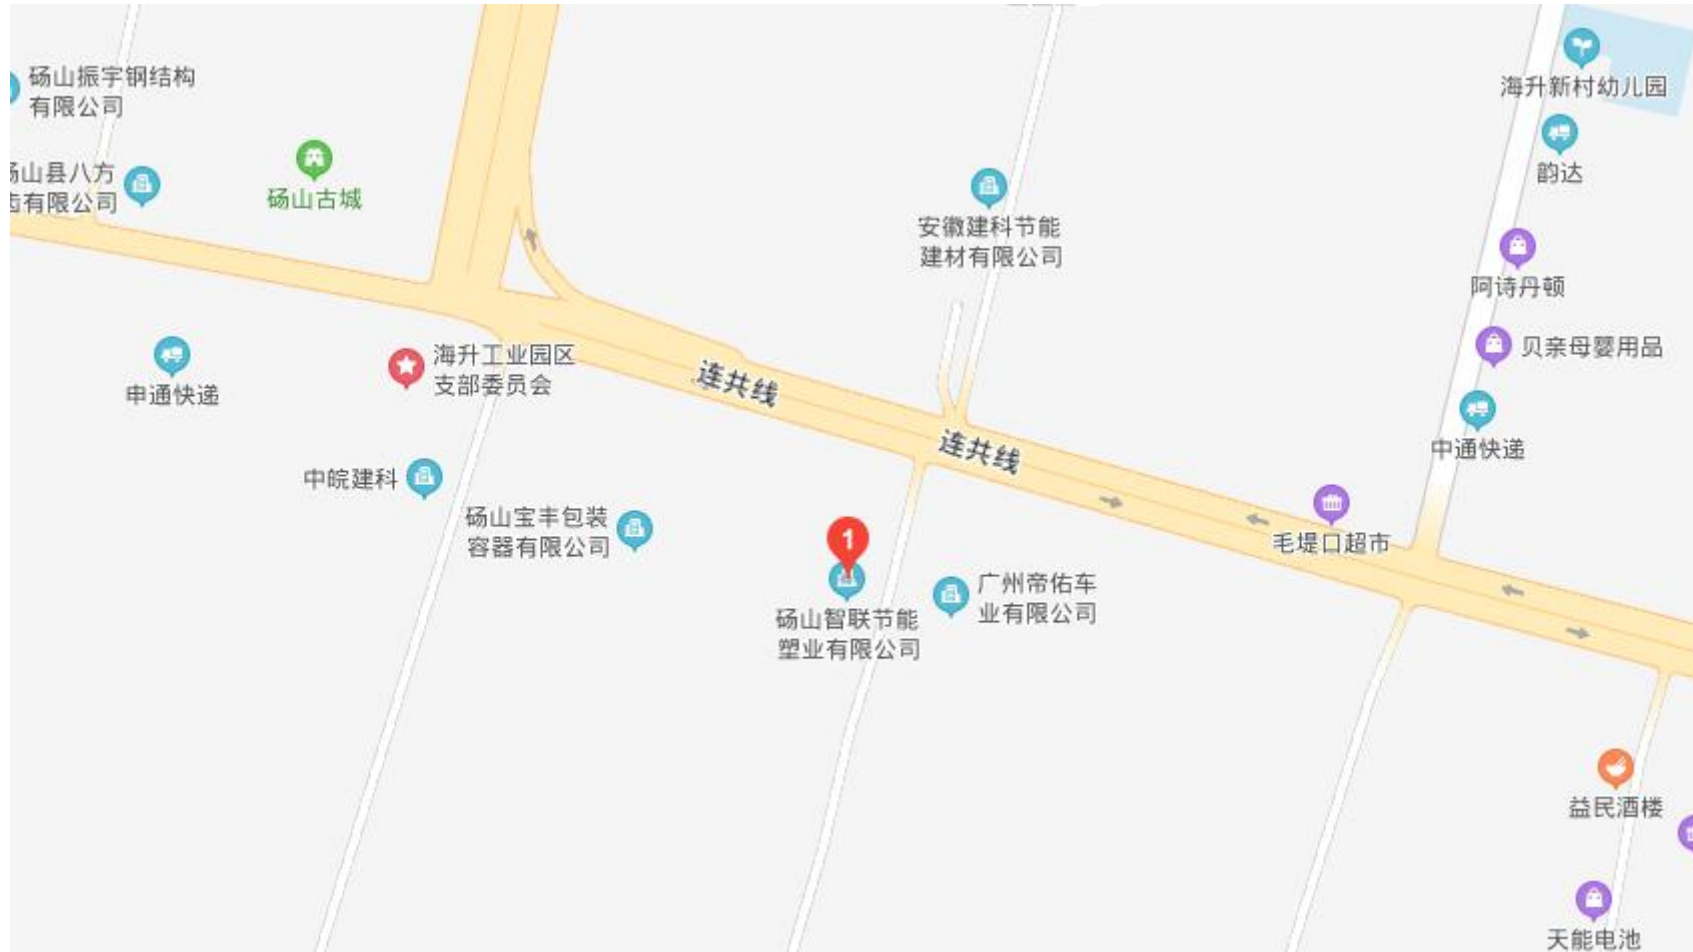 砀山振宇钢结构
有限公司
海升新村幼儿园
韵达
砀山县八方
齿有限公司
砀山古城
安徽建科节能
建材有限公司
阿诗丹顿
贝亲母婴用品
海升工业园区
支部委员会
申通快递
连共线
连共线
中通快递
中皖建科
砀山宝丰包装
容器有限公司
1
毛堤口超市
广州帝佑车
业有限公司
砀山智联节能
塑业有限公司
益民酒楼
天能电池